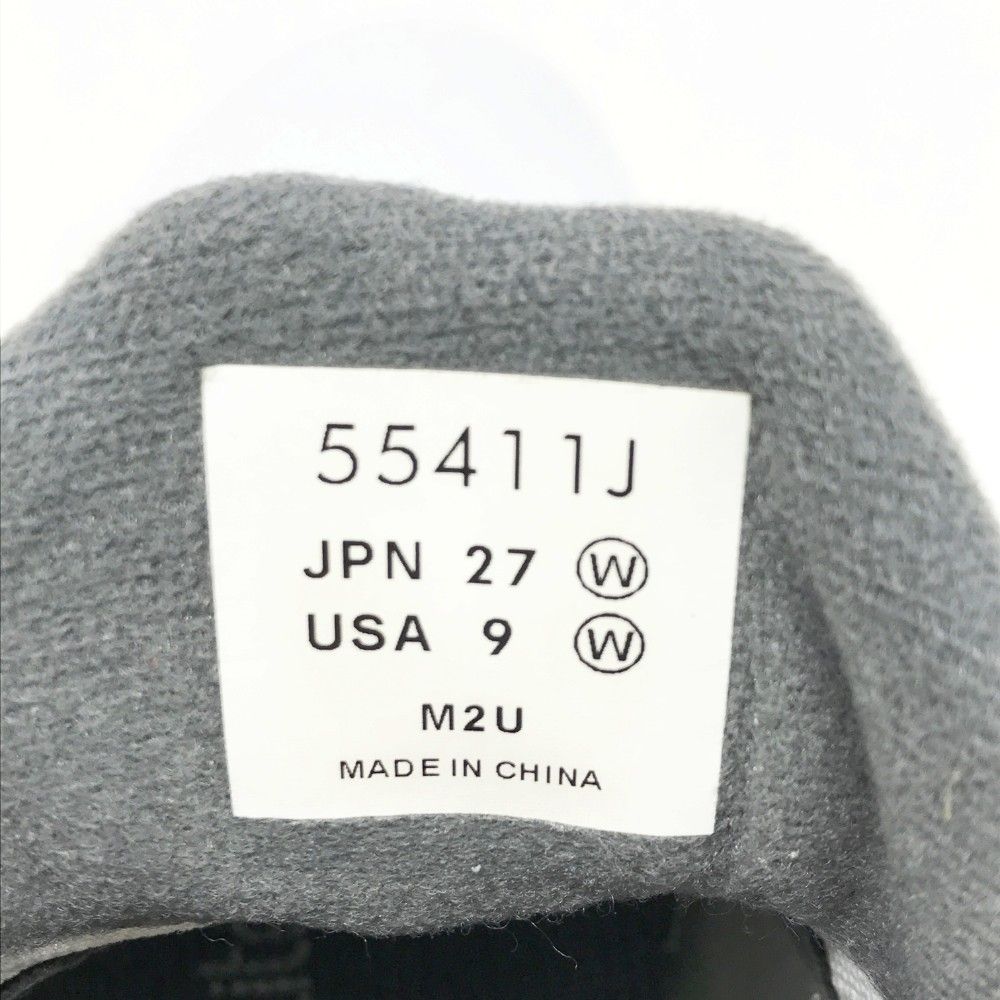 55411J
JPN 27 Ⓦ
USA 9 Ⓦ
M2U
MADE IN CHINA